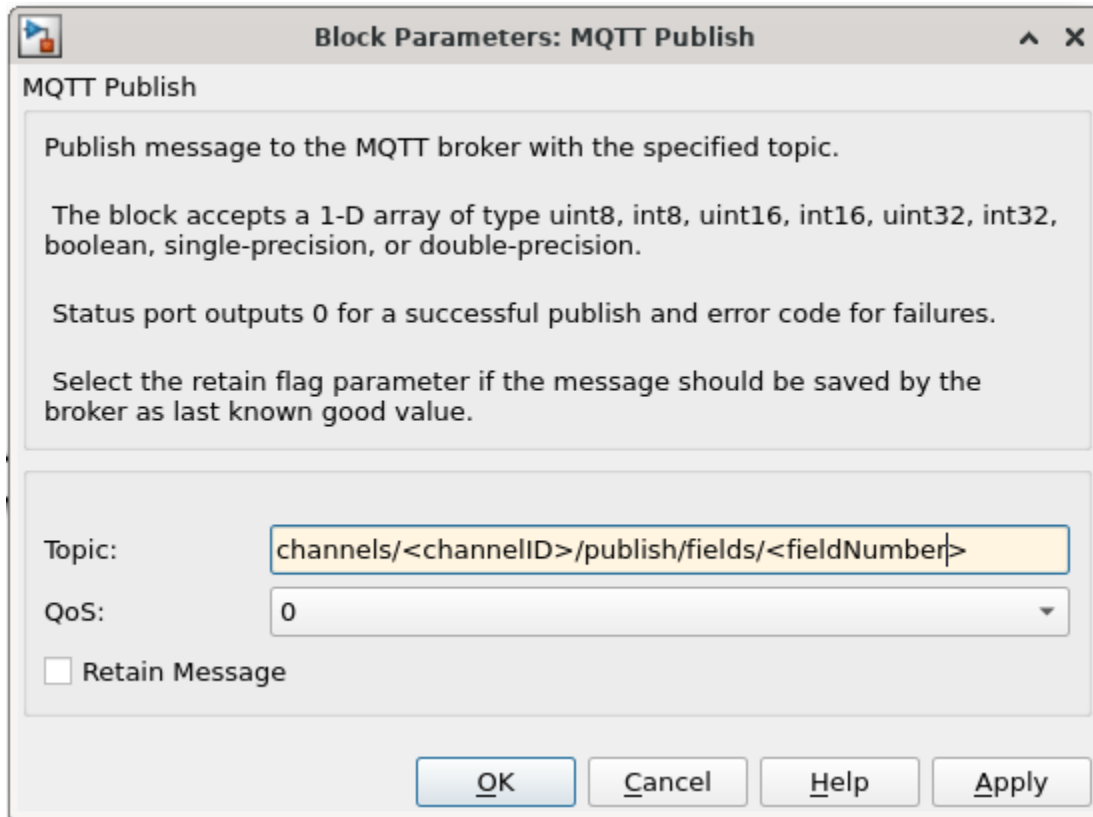 Block Parameters: MQTT Publish
MQTT Publish
Publish message to the MQTT broker with the specified topic.
The block accepts a 1-D array of type uint8, int8, uint16, int16, uint32, int32,
boolean, single-precision, or double-precision.
Status port outputs 0 for a successful publish and error code for failures.
Select the retain flag parameter if the message should be saved by the
broker as last known good value.
Topic: channels/<channelID>/publish/fields/<fieldNumber>
QoS: 0
Retain Message
OK Cancel Help Apply